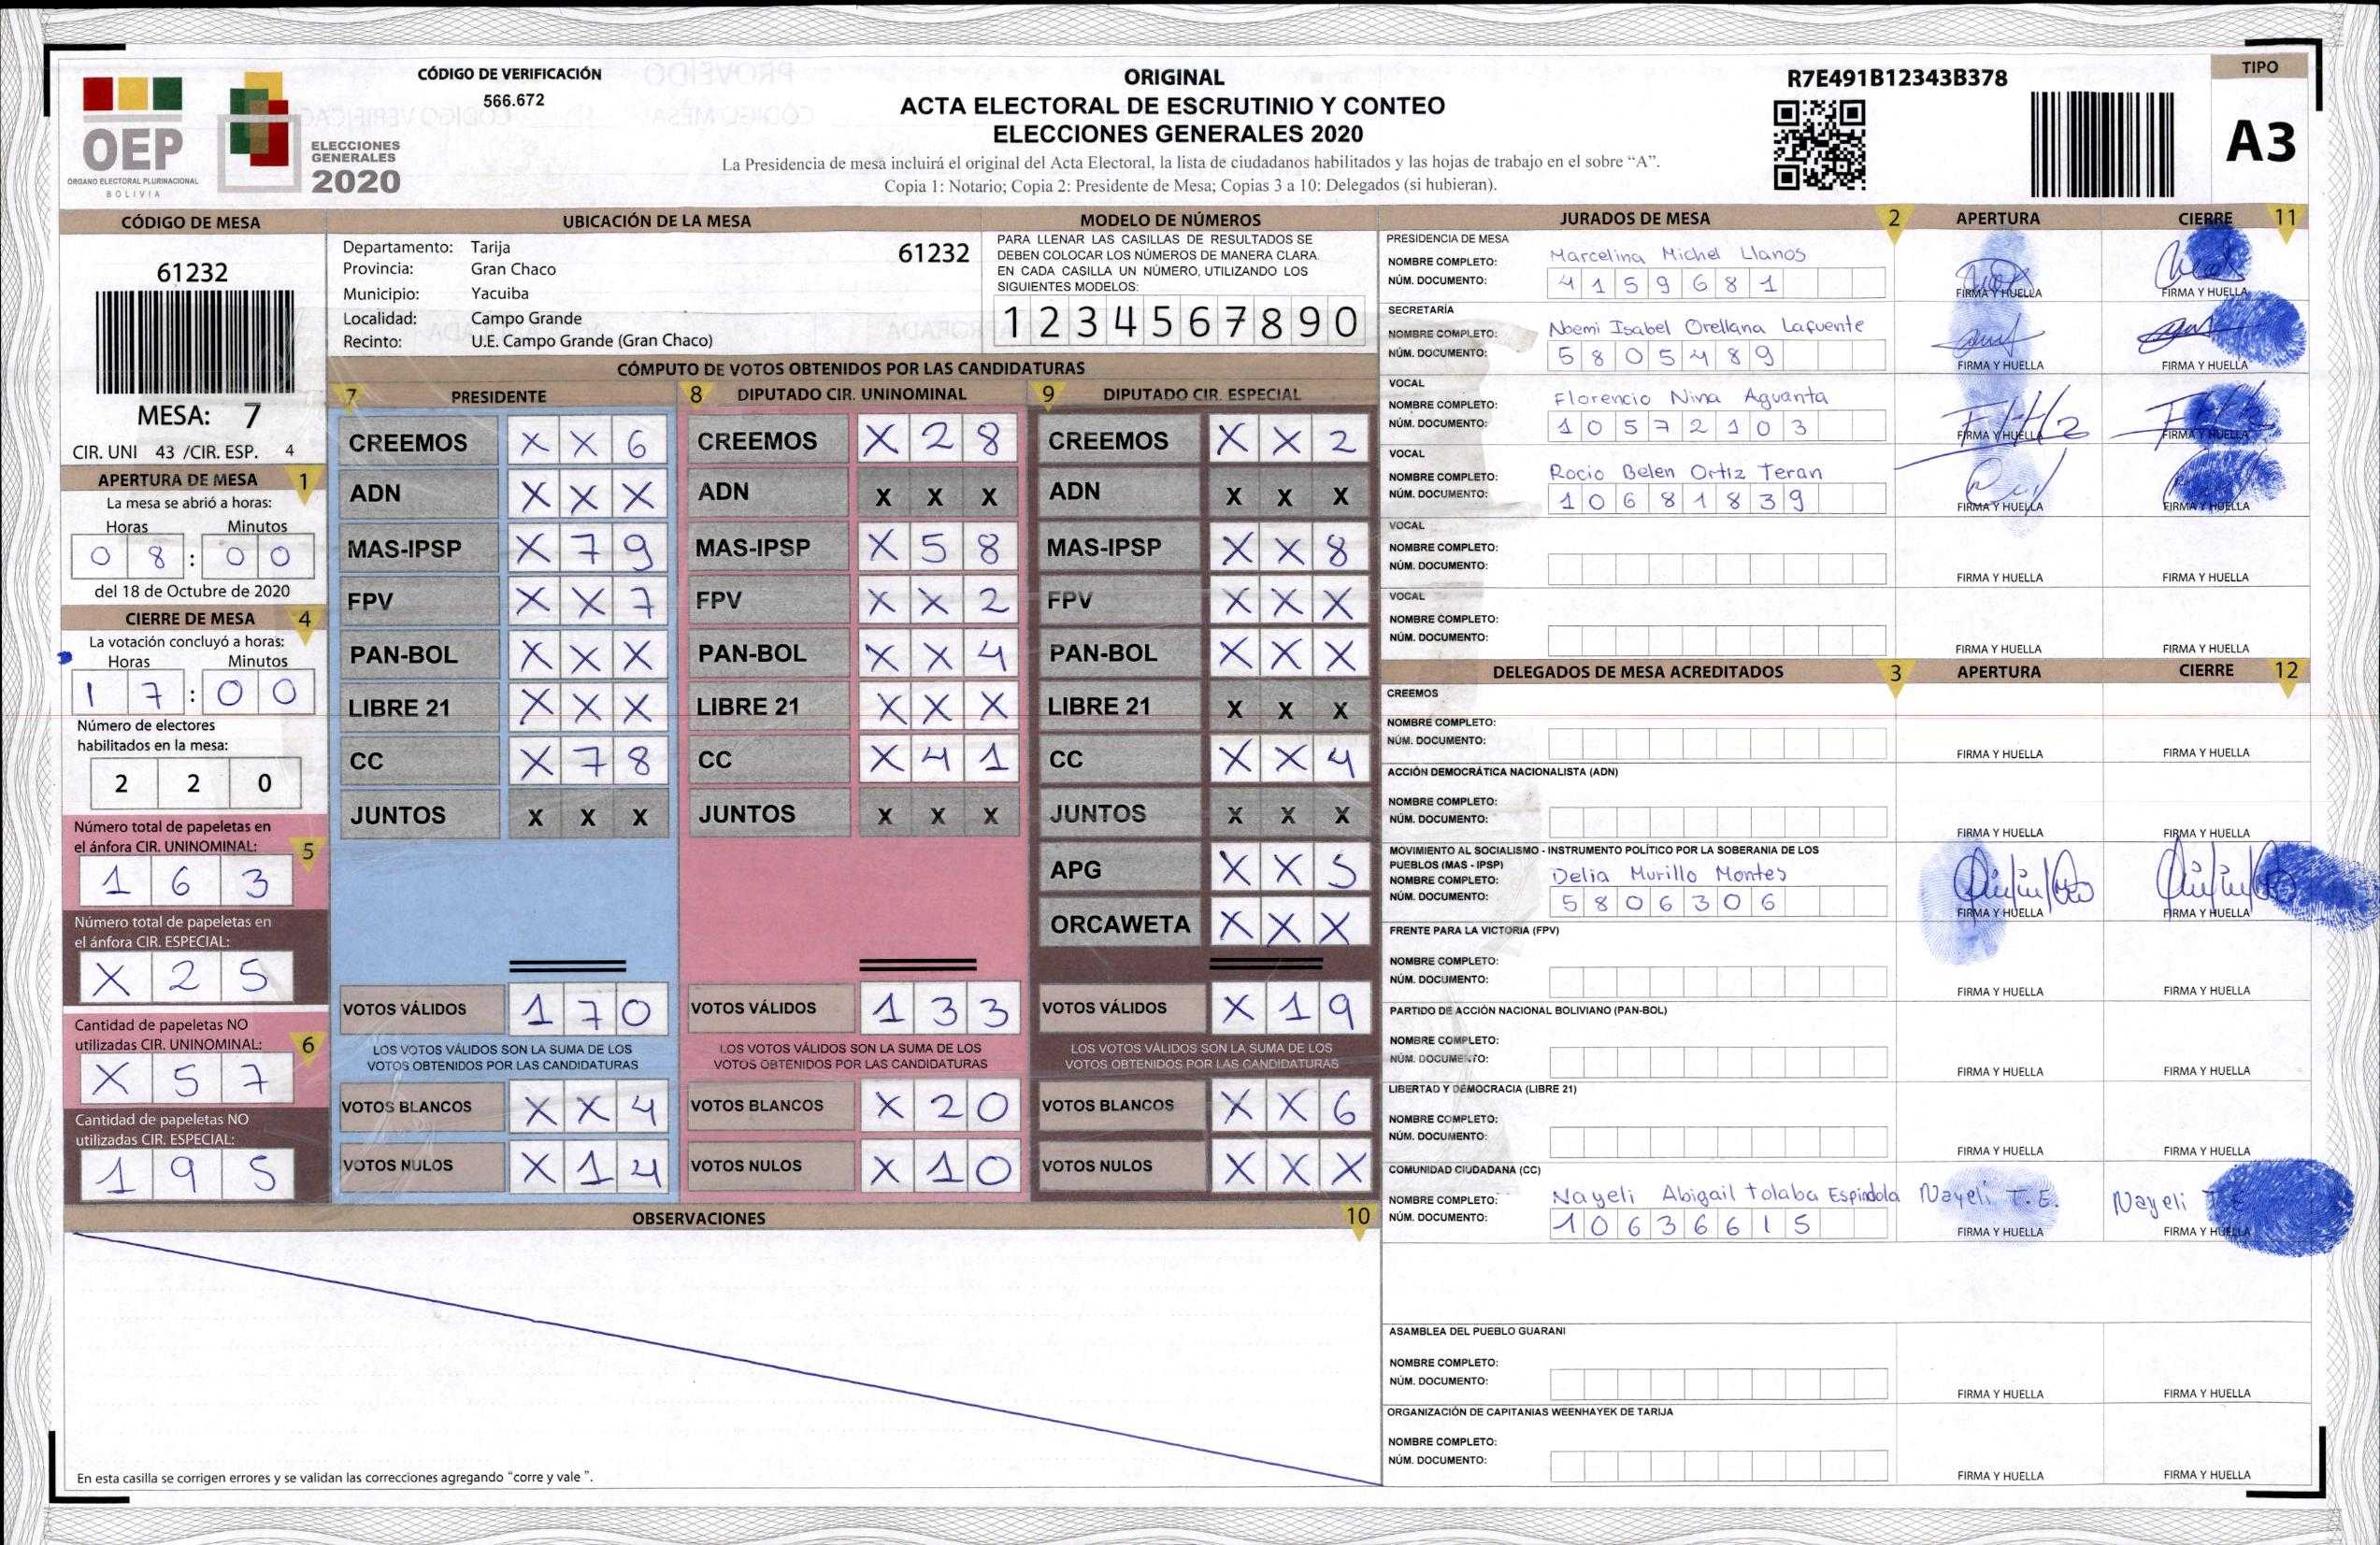 OEP
ÓRGANO ELECTORAL PLURINACIONAL
BOLIVIA
ELECCIONES
GENERALES
2020
CÓDIGO DE VERIFICACIÓN
566.672
ORIGINAL
ACTA ELECTORAL DE ESCRUTINIO Y CONTEO
ELECCIONES GENERALES 2020
La Presidencia de mesa incluirá el original del Acta Electoral, la lista de ciudadanos habilitados y las hojas de trabajo en el sobre “A”.
Copia 1: Notario; Copia 2: Presidente de Mesa; Copias 3 a 10: Delegados (si hubieran).
R7E491B12343B378
TIPO
A3
CÓDIGO DE MESA
61232
MESA: 7
CIR. UNI 43 /CIR. ESP. 4
APERTURA DE MESA 1
La mesa se abrió a horas:
Horas Minutos
0 8 : 0 0
del 18 de Octubre de 2020
CIERRE DE MESA 4
La votación concluyó a horas:
Horas Minutos
1 7 : 0 0
Número de electores
habilitados en la mesa:
2 2 0
Número total de papeletas en
el ánfora CIR. UNINOMINAL: 5
1 6 3
Número total de papeletas en
el ánfora CIR. ESPECIAL:
X 2 5
Cantidad de papeletas NO
utilizadas CIR. UNINOMINAL: 6
X 5 7
Cantidad de papeletas NO
utilizadas CIR. ESPECIAL:
1 9 5
UBICACIÓN DE LA MESA
Departamento: Tarija 61232
Provincia: Gran Chaco
Municipio: Yacuiba
Localidad: Campo Grande
Recinto: U.E. Campo Grande (Gran Chaco)
MODELO DE NÚMEROS
PARA LLENAR LAS CASILLAS DE RESULTADOS SE
DEBEN COLOCAR LOS NÚMEROS DE MANERA CLARA.
EN CADA CASILLA UN NÚMERO, UTILIZANDO LOS
SIGUIENTES MODELOS:
1 2 3 4 5 6 7 8 9 0
CÓMPUTO DE VOTOS OBTENIDOS POR LAS CANDIDATURAS
7 PRESIDENTE
CREEMOS X X 6
ADN X X X
MAS-IPSP X 7 9
FPV X X 7
PAN-BOL X X X
LIBRE 21 X X X
CC X 7 8
JUNTOS X X X
VOTOS VÁLIDOS 1 7 0
LOS VOTOS VÁLIDOS SON LA SUMA DE LOS
VOTOS OBTENIDOS POR LAS CANDIDATURAS
VOTOS BLANCOS X X 4
VOTOS NULOS X 1 4
8 DIPUTADO CIR. UNINOMINAL
CREEMOS X 2 8
ADN X X X
MAS-IPSP X 5 8
FPV X X 2
PAN-BOL X X 4
LIBRE 21 X X X
CC X 4 1
JUNTOS X X X
VOTOS VÁLIDOS 1 3 3
LOS VOTOS VÁLIDOS SON LA SUMA DE LOS
VOTOS OBTENIDOS POR LAS CANDIDATURAS
VOTOS BLANCOS X 2 0
VOTOS NULOS X 1 0
9 DIPUTADO CIR. ESPECIAL
CREEMOS X X 2
ADN X X X
MAS-IPSP X X 8
FPV X X X
PAN-BOL X X X
LIBRE 21 X X X
CC X X 4
JUNTOS X X X
APG X X 5
ORCAWETA X X X
VOTOS VÁLIDOS X 1 9
LOS VOTOS VÁLIDOS SON LA SUMA DE LOS
VOTOS OBTENIDOS POR LAS CANDIDATURAS
VOTOS BLANCOS X X 6
VOTOS NULOS X X X
OBSERVACIONES 10
En esta casilla se corrigen errores y se validan las correcciones agregando “corre y vale”.
JURADOS DE MESA 2 APERTURA CIERRE 11
PRESIDENCIA DE MESA
NOMBRE COMPLETO: Marcelina Michel Llanos
NÚM. DOCUMENTO: 4 1 5 9 6 8 1
FIRMA Y HUELLA FIRMA Y HUELLA
SECRETARÍA
NOMBRE COMPLETO: Noemi Isabel Orellana Lafuente
NÚM. DOCUMENTO: 5 8 0 5 4 8 9
FIRMA Y HUELLA FIRMA Y HUELLA
VOCAL
NOMBRE COMPLETO: Florencio Nina Aguanta
NÚM. DOCUMENTO: 1 0 5 7 2 1 0 3
FIRMA Y HUELLA FIRMA Y HUELLA
VOCAL
NOMBRE COMPLETO: Rocio Belen Ortiz Teran
NÚM. DOCUMENTO: 1 0 6 8 1 8 3 9
FIRMA Y HUELLA FIRMA Y HUELLA
VOCAL
NOMBRE COMPLETO:
NÚM. DOCUMENTO:
FIRMA Y HUELLA FIRMA Y HUELLA
VOCAL
NOMBRE COMPLETO:
NÚM. DOCUMENTO:
FIRMA Y HUELLA FIRMA Y HUELLA
DELEGADOS DE MESA ACREDITADOS 3 APERTURA CIERRE 12
CREEMOS
NOMBRE COMPLETO:
NÚM. DOCUMENTO:
FIRMA Y HUELLA FIRMA Y HUELLA
ACCIÓN DEMOCRÁTICA NACIONALISTA (ADN)
NOMBRE COMPLETO:
NÚM. DOCUMENTO:
FIRMA Y HUELLA FIRMA Y HUELLA
MOVIMIENTO AL SOCIALISMO - INSTRUMENTO POLÍTICO POR LA SOBERANIA DE LOS
PUEBLOS (MAS - IPSP)
NOMBRE COMPLETO: Delia Murillo Montes
NÚM. DOCUMENTO: 5 8 0 6 3 0 6
FIRMA Y HUELLA FIRMA Y HUELLA
FRENTE PARA LA VICTORIA (FPV)
NOMBRE COMPLETO:
NÚM. DOCUMENTO:
FIRMA Y HUELLA FIRMA Y HUELLA
PARTIDO DE ACCIÓN NACIONAL BOLIVIANO (PAN-BOL)
NOMBRE COMPLETO:
NÚM. DOCUMENTO:
FIRMA Y HUELLA FIRMA Y HUELLA
LIBERTAD Y DEMOCRACIA (LIBRE 21)
NOMBRE COMPLETO:
NÚM. DOCUMENTO:
FIRMA Y HUELLA FIRMA Y HUELLA
COMUNIDAD CIUDADANA (CC)
NOMBRE COMPLETO: Nayeli Abigail tolaba Espindola Nayeli T.E. Nayeli T E
NÚM. DOCUMENTO: 1 0 6 3 6 6 1 5
FIRMA Y HUELLA FIRMA Y HUELLA
ASAMBLEA DEL PUEBLO GUARANI
NOMBRE COMPLETO:
NÚM. DOCUMENTO:
FIRMA Y HUELLA FIRMA Y HUELLA
ORGANIZACIÓN DE CAPITANIAS WEENHAYEK DE TARIJA
NOMBRE COMPLETO:
NÚM. DOCUMENTO:
FIRMA Y HUELLA FIRMA Y HUELLA